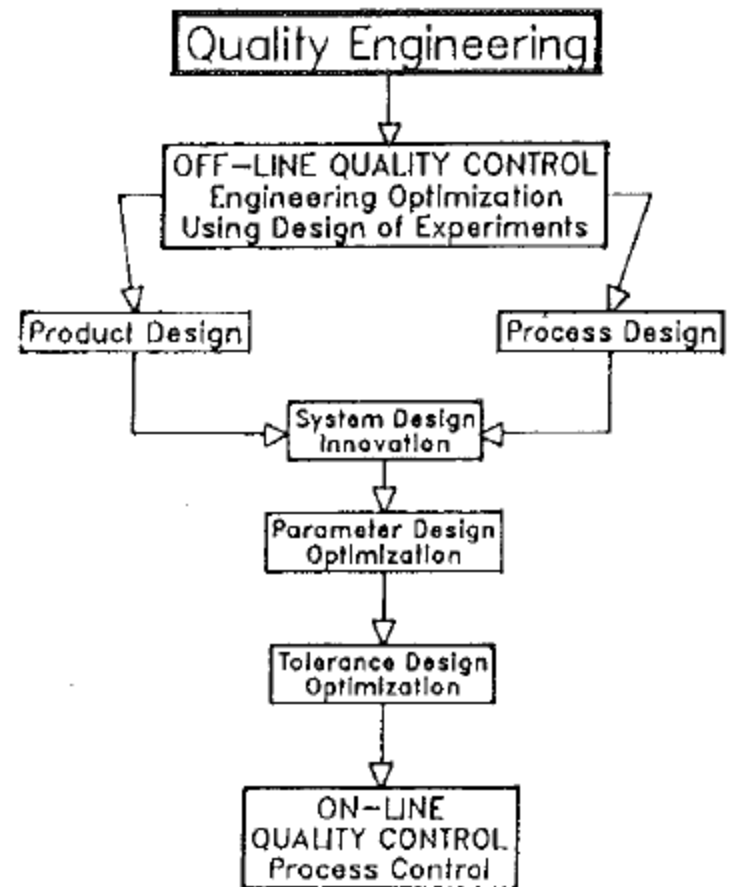 Quality Engineering
OFF-LINE QUALITY CONTROL
Engineering Optimization
Using Design of Experiments
Product Design
Process Design
System Design
Innovation
Parameter Design
Optimization
Tolerance Design
Optimization
ON-LINE
QUALITY CONTROL
Process Control